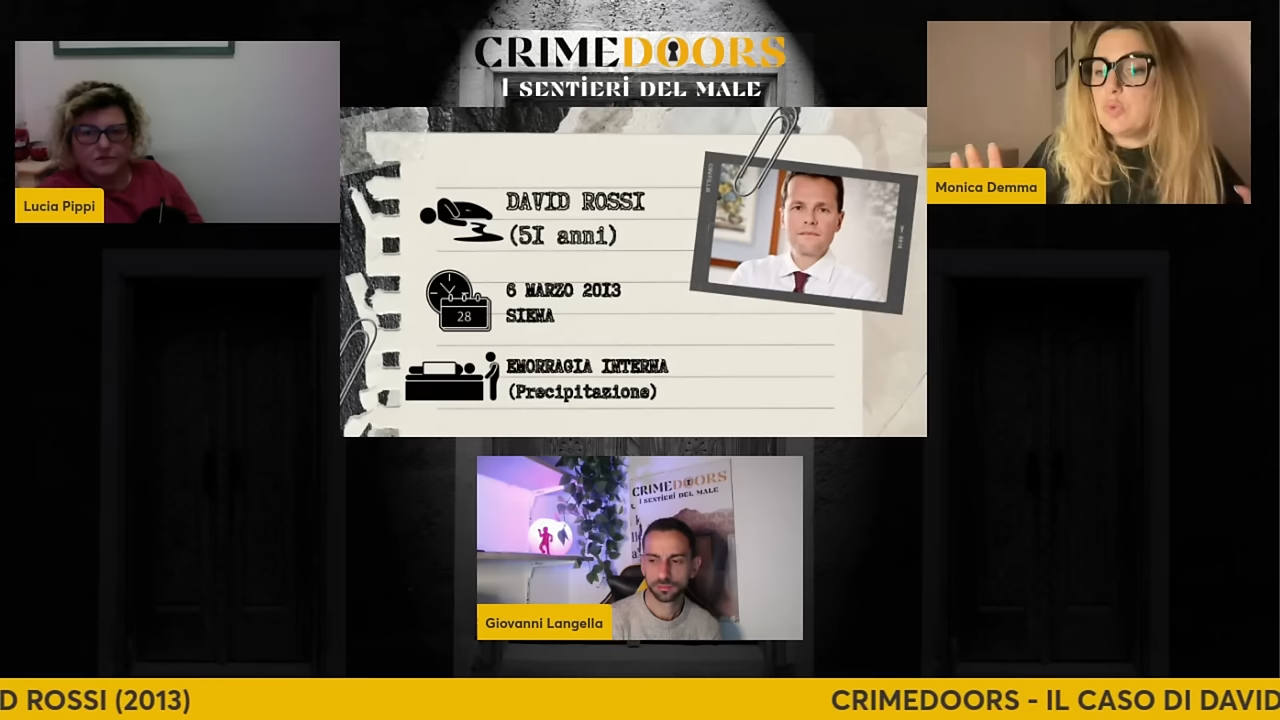 CRIMEDOORS
I SENTIERI DEL MALE
Lucia Pippi
Monica Demma
DAVID ROSSI
(51 anni)
6 MARZO 2013
28
SIENA
EMORRAGIA INTERNA
(Precipitazione)
CRIMEDOORS
I SENTIERI DEL MALE
Giovanni Langella
D ROSSI (2013)
CRIMEDOORS - IL CASO DI DAVID